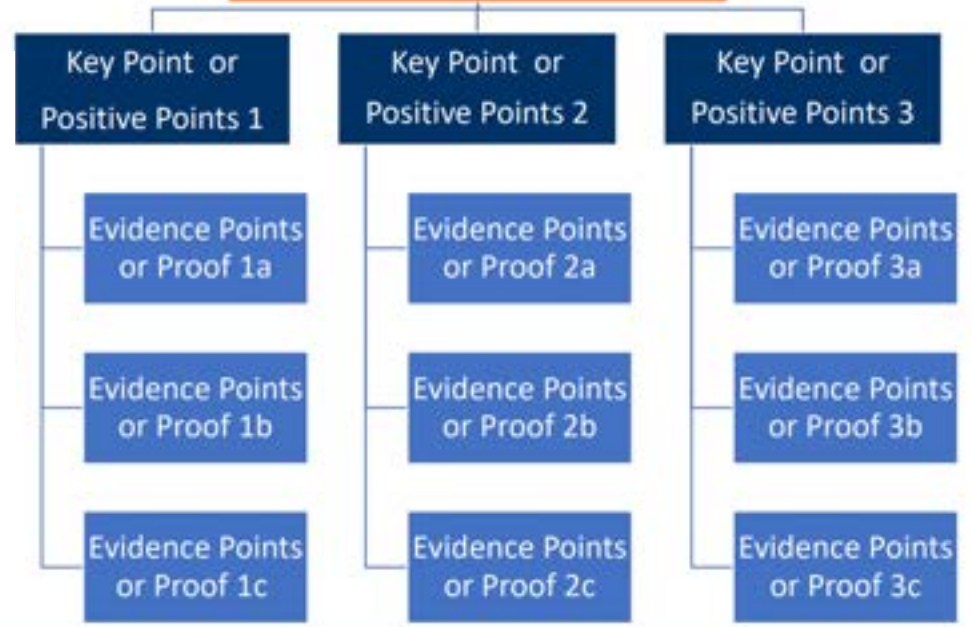 Key Point or
Positive Points 1
Key Point or
Positive Points 2
Key Point or
Positive Points 3
Evidence Points
or Proof 1a
Evidence Points
or Proof 2a
Evidence Points
or Proof 3a
Evidence Points
or Proof 1b
Evidence Points
or Proof 2b
Evidence Points
or Proof 3b
Evidence Points
or Proof 1c
Evidence Points
or Proof 2c
Evidence Points
or Proof 3c